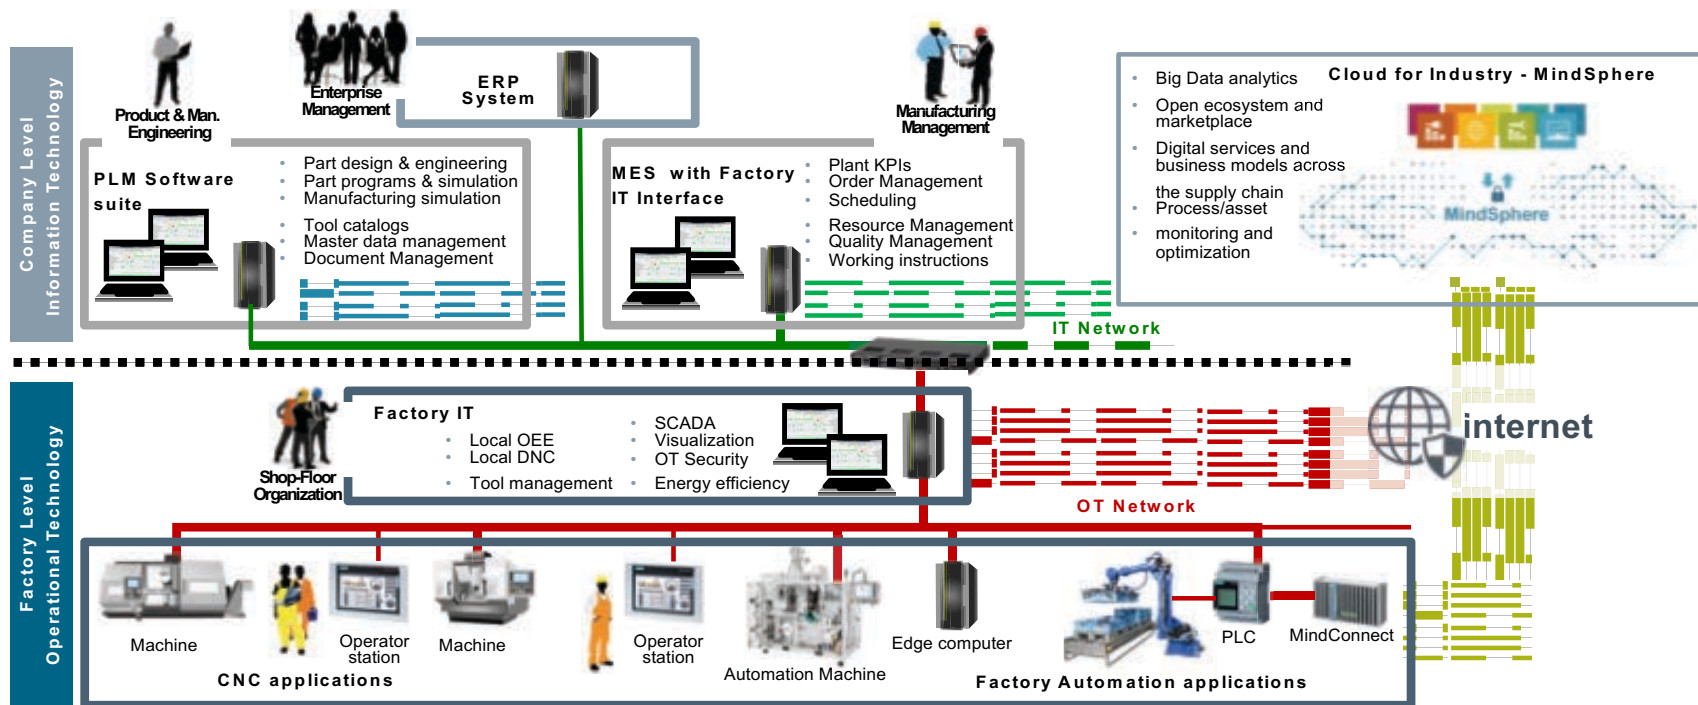 Company Level
Information Technology
Product & Man.
Engineering
Enterprise
Management
ERP
System
Manufacturing
Management
PLM Software
suite
Part design & engineering
Part programs & simulation
Manufacturing simulation
Tool catalogs
Master data management
Document Management
MES with Factory
IT Interface
Plant KPIs
Order Management
Scheduling
Resource Management
Quality Management
Working instructions
Cloud for Industry - MindSphere
Big Data analytics
Open ecosystem and
marketplace
Digital services and
business models across
the supply chain
Process/asset
monitoring and
optimization
MindSphere
IT Network
Factory Level
Operational Technology
Shop-Floor
Organization
Factory IT
Local OEE
Local DNC
Tool management
SCADA
Visualization
OT Security
Energy efficiency
OT Network
internet
Machine
Operator
station
Machine
CNC applications
Operator
station
Automation Machine
Edge computer
PLC
MindConnect
Factory Automation applications